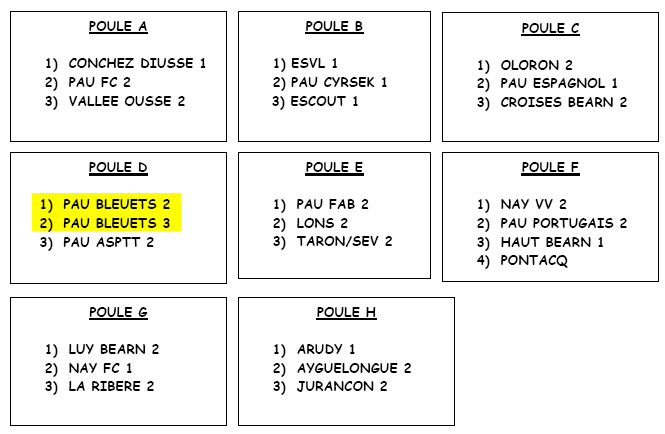 POULE A
1) CONCHEZ DIUSSE 1
2) PAU FC 2
3) VALLEE OUSSE 2
POULE B
1) ESVL 1
2) PAU CYRSEK 1
3) ESCOUT 1
POULE C
1) OLORON 2
2) PAU ESPAGNOL 1
3) CROISES BEARN 2
POULE D
1) PAU BLEUETS 2
2) PAU BLEUETS 3
3) PAU ASPTT 2
POULE E
1) PAU FAB 2
2) LONS 2
3) TARON/SEV 2
POULE F
1) NAY VV 2
2) PAU PORTUGAIS 2
3) HAUT BEARN 1
4) PONTACQ
POULE G
1) LUY BEARN 2
2) NAY FC 1
3) LA RIBERE 2
POULE H
1) ARUDY 1
2) AYGUELONGUE 2
3) JURANCON 2